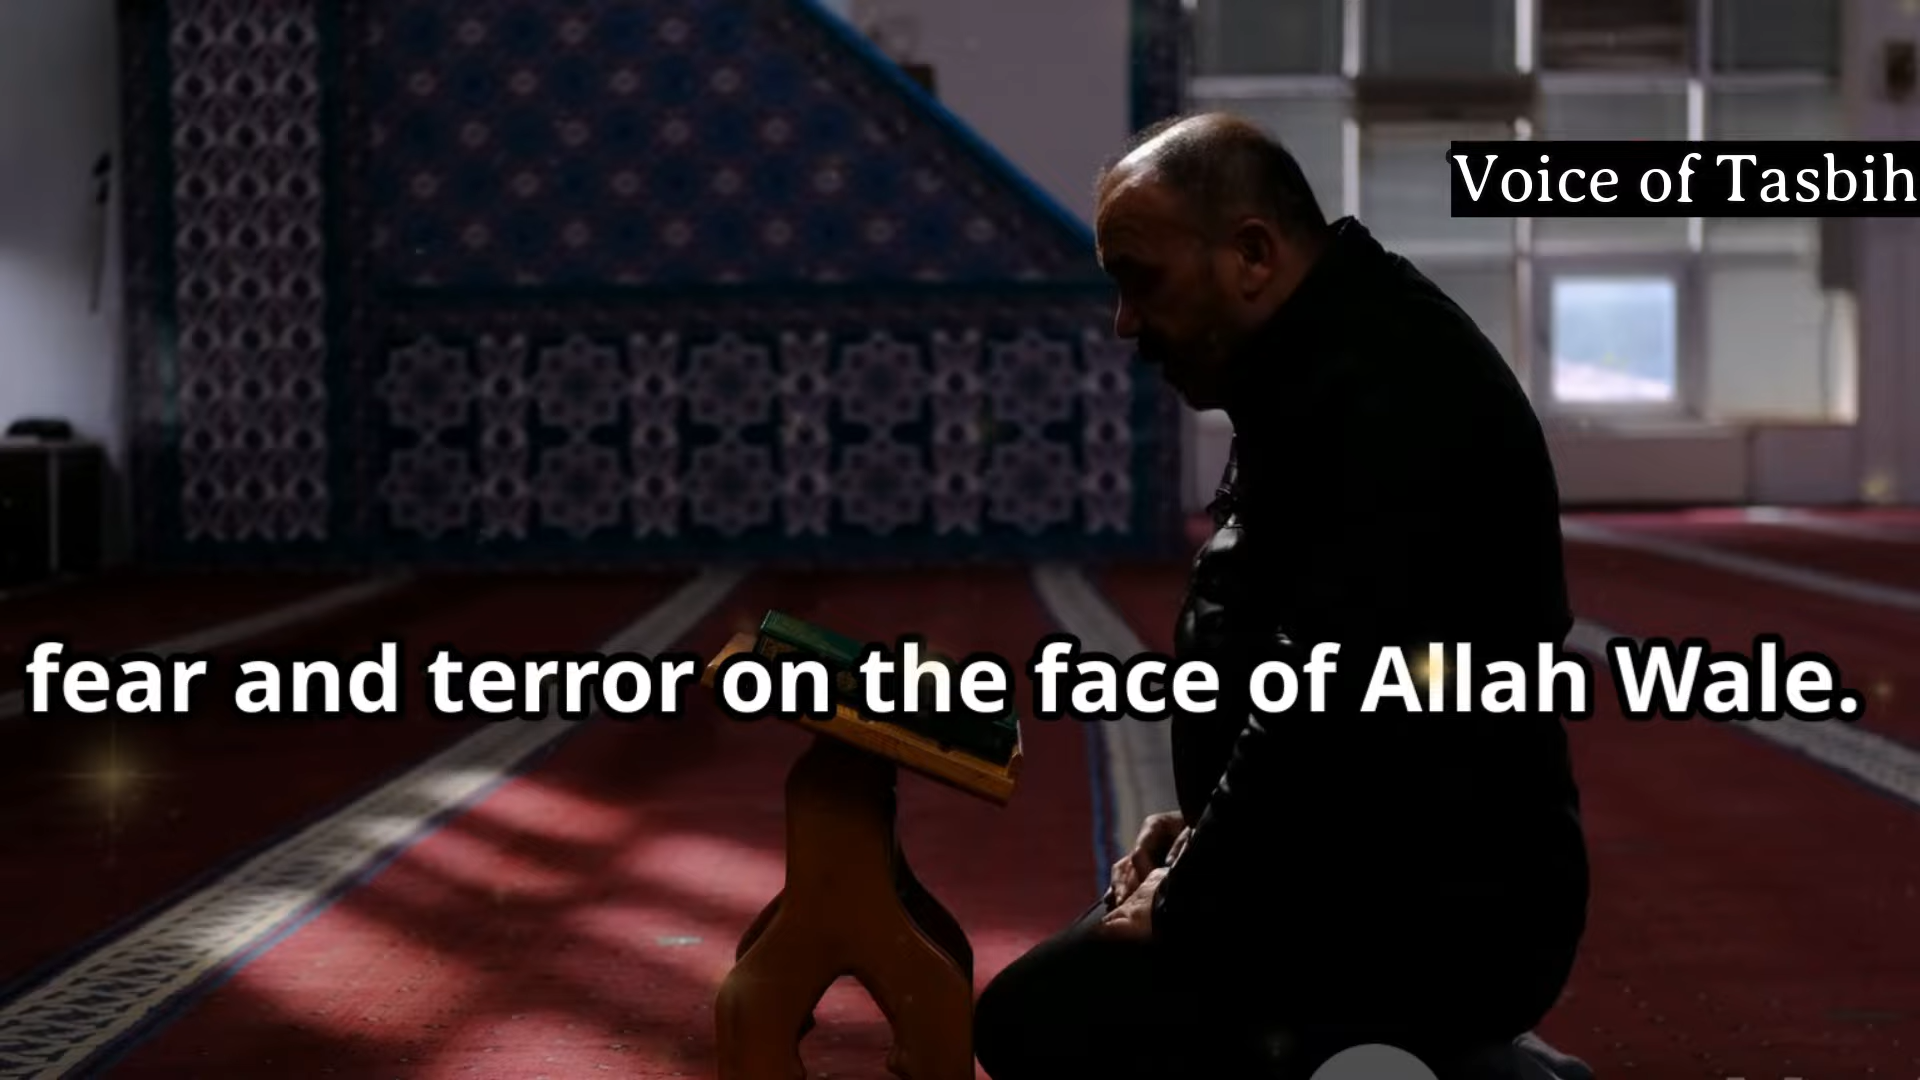 Voice of Tasbih
fear and terror on the face of Allah Wale.